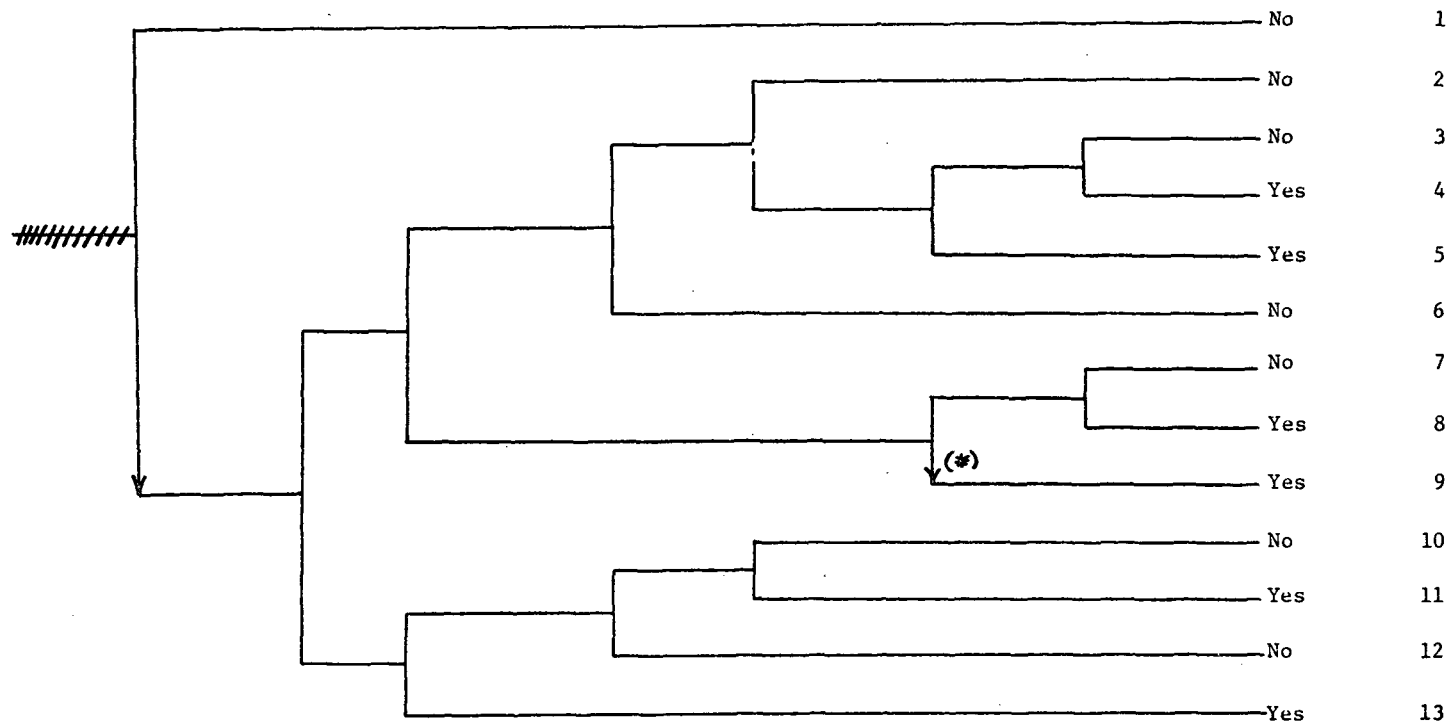 No 1
No 2
No 3
Yes 4
Yes 5
No 6
No 7
Yes 8
(*)
Yes 9
No 10
Yes 11
No 12
Yes 13